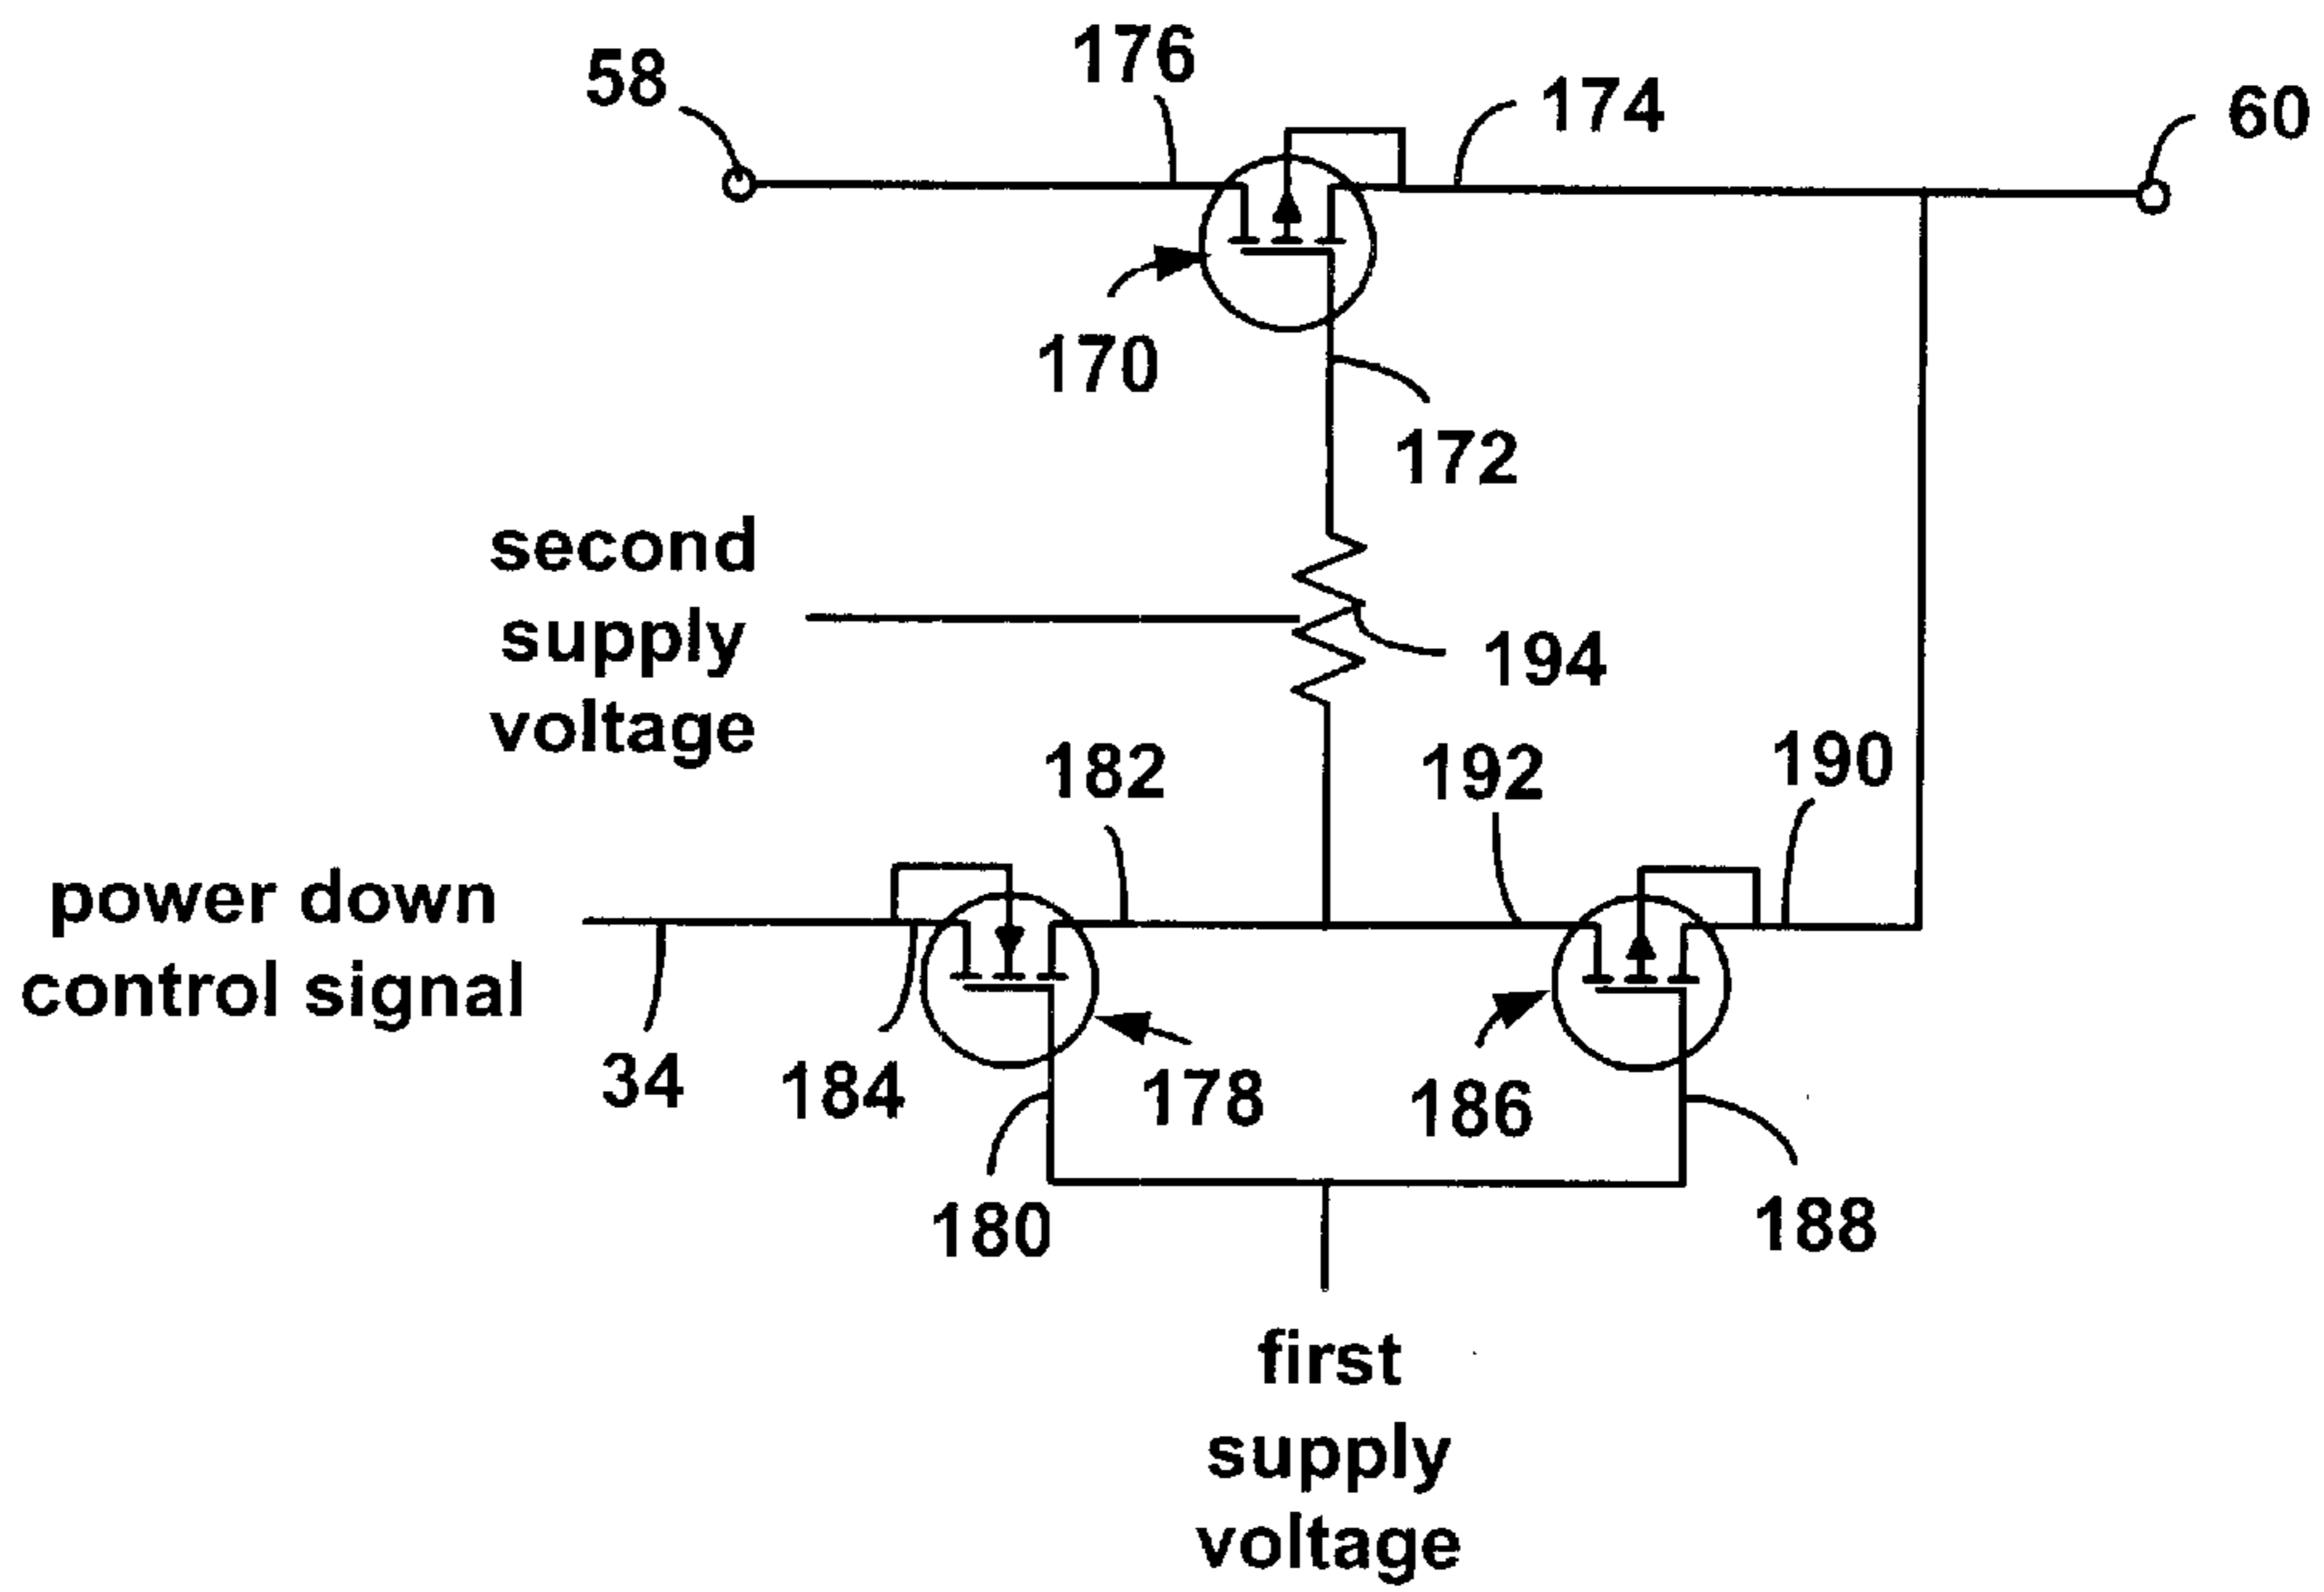 58
176
174
60
170
172
second
supply
voltage
194
182
192
190
power down
control signal
34
184
178
186
180
188
first
supply
voltage